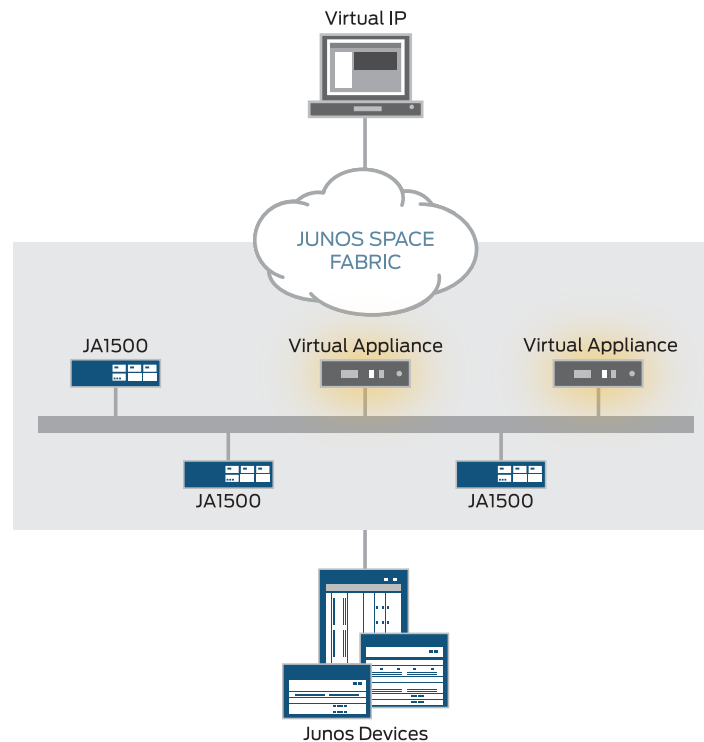 Virtual IP
JUNOS SPACE
FABRIC
JA1500
Virtual Appliance
Virtual Appliance
JA1500
JA1500
Junos Devices